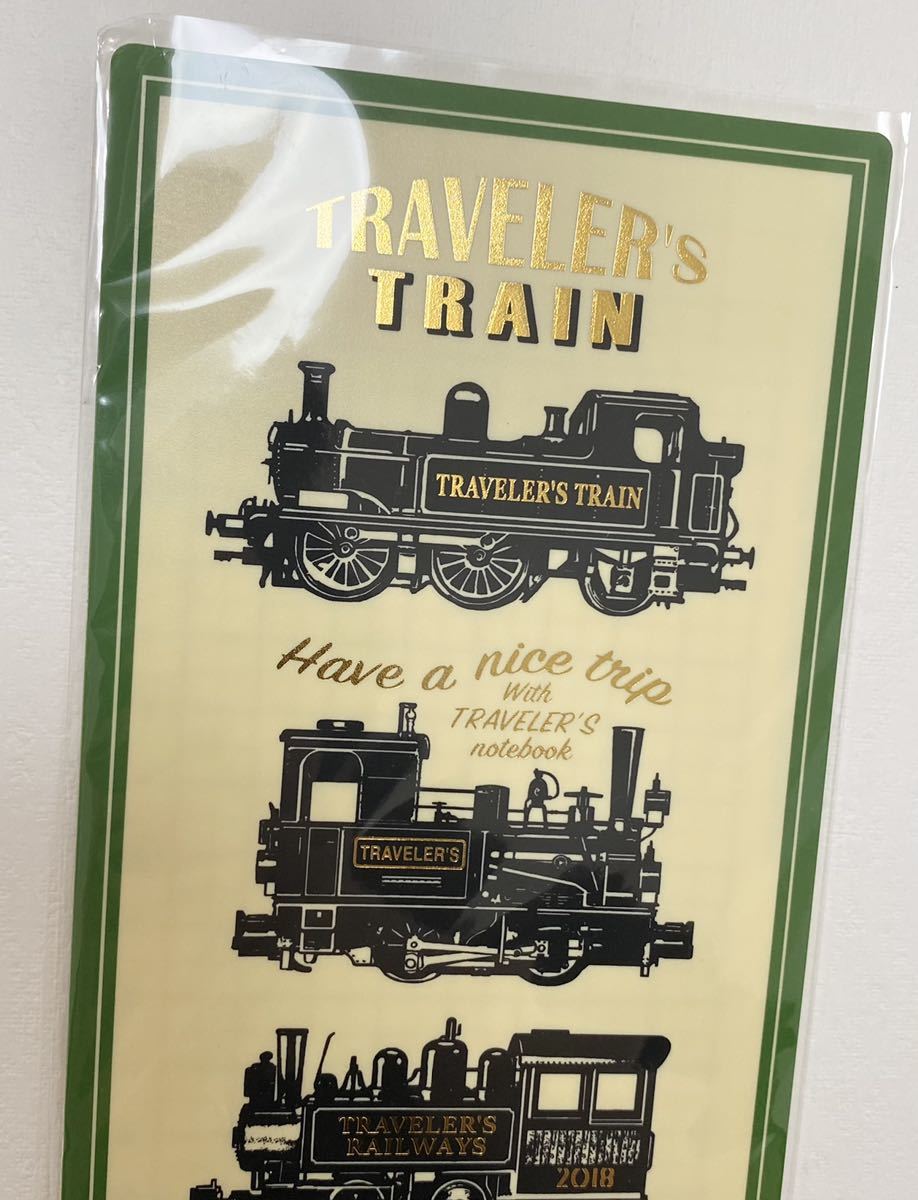 TRAVELER's
TRAIN
TRAVELER'S TRAIN
Have a nice trip
With
TRAVELER'S
notebook
TRAVELER'S
TRAVELER'S
RAILWAYS
2018